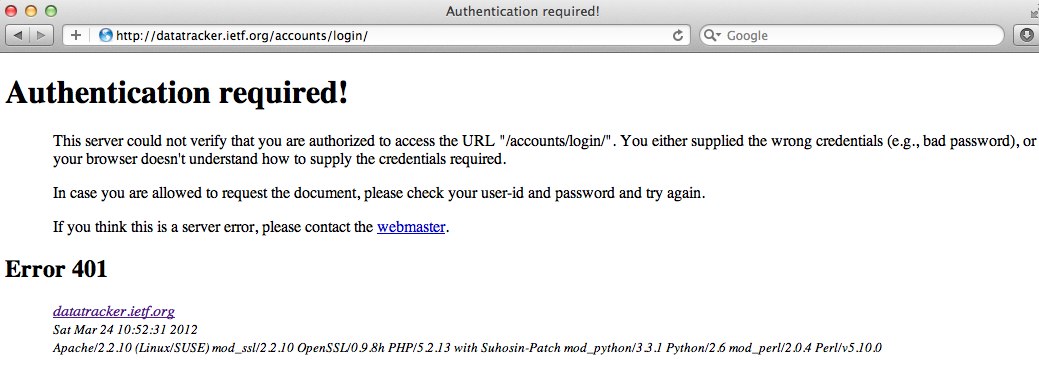 Authentication required!
http://datatracker.ietf.org/accounts/login/
Google
Authentication required!
This server could not verify that you are authorized to access the URL "/accounts/login/". You either supplied the wrong credentials (e.g., bad password), or
your browser doesn't understand how to supply the credentials required.
In case you are allowed to request the document, please check your user-id and password and try again.
If you think this is a server error, please contact the webmaster.
Error 401
datatracker.ietf.org
Sat Mar 24 10:52:31 2012
Apache/2.2.10 (Linux/SUSE) mod_ssl/2.2.10 OpenSSL/0.9.8h PHP/5.2.13 with Suhosin-Patch mod_python/3.3.1 Python/2.6 mod_perl/2.0.4 Perl/v5.10.0